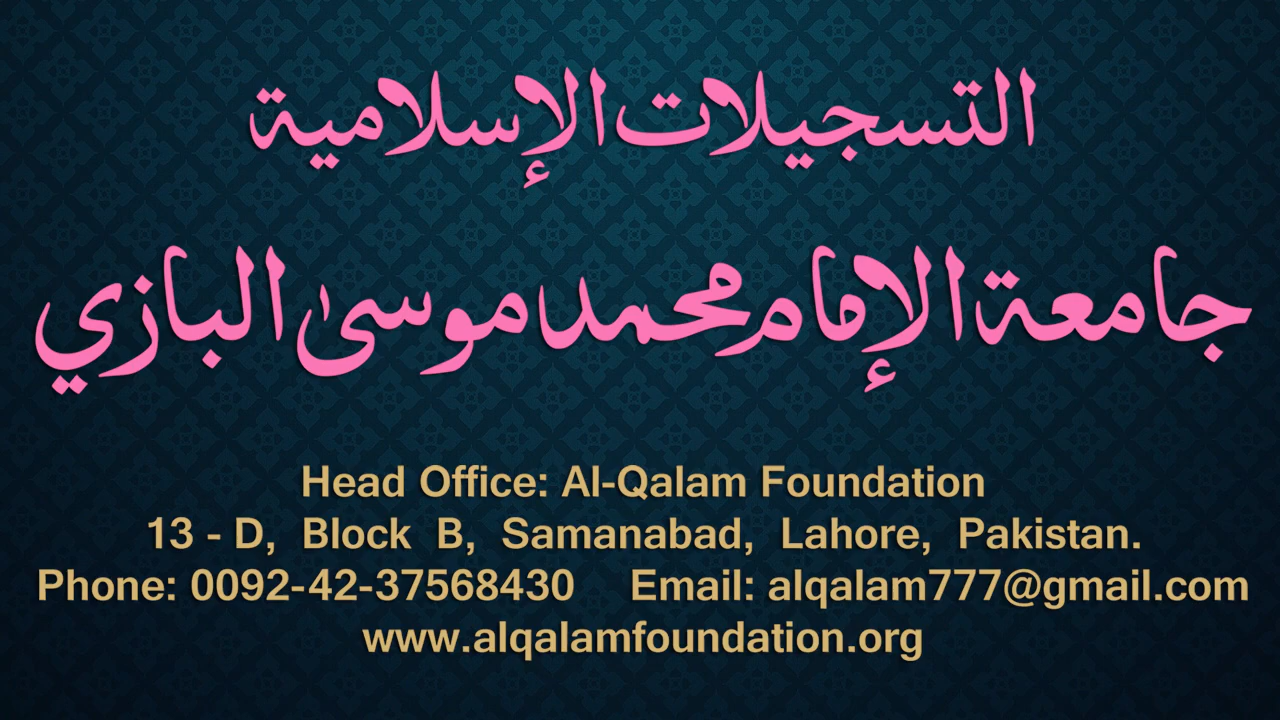 التسجيلات الإسلامية
جامعة الإمام محمد موسىٰ البازي
Head Office: Al-Qalam Foundation
13 - D, Block B, Samanabad, Lahore, Pakistan.
Phone: 0092-42-37568430 Email: alqalam777@gmail.com
www.alqalamfoundation.org